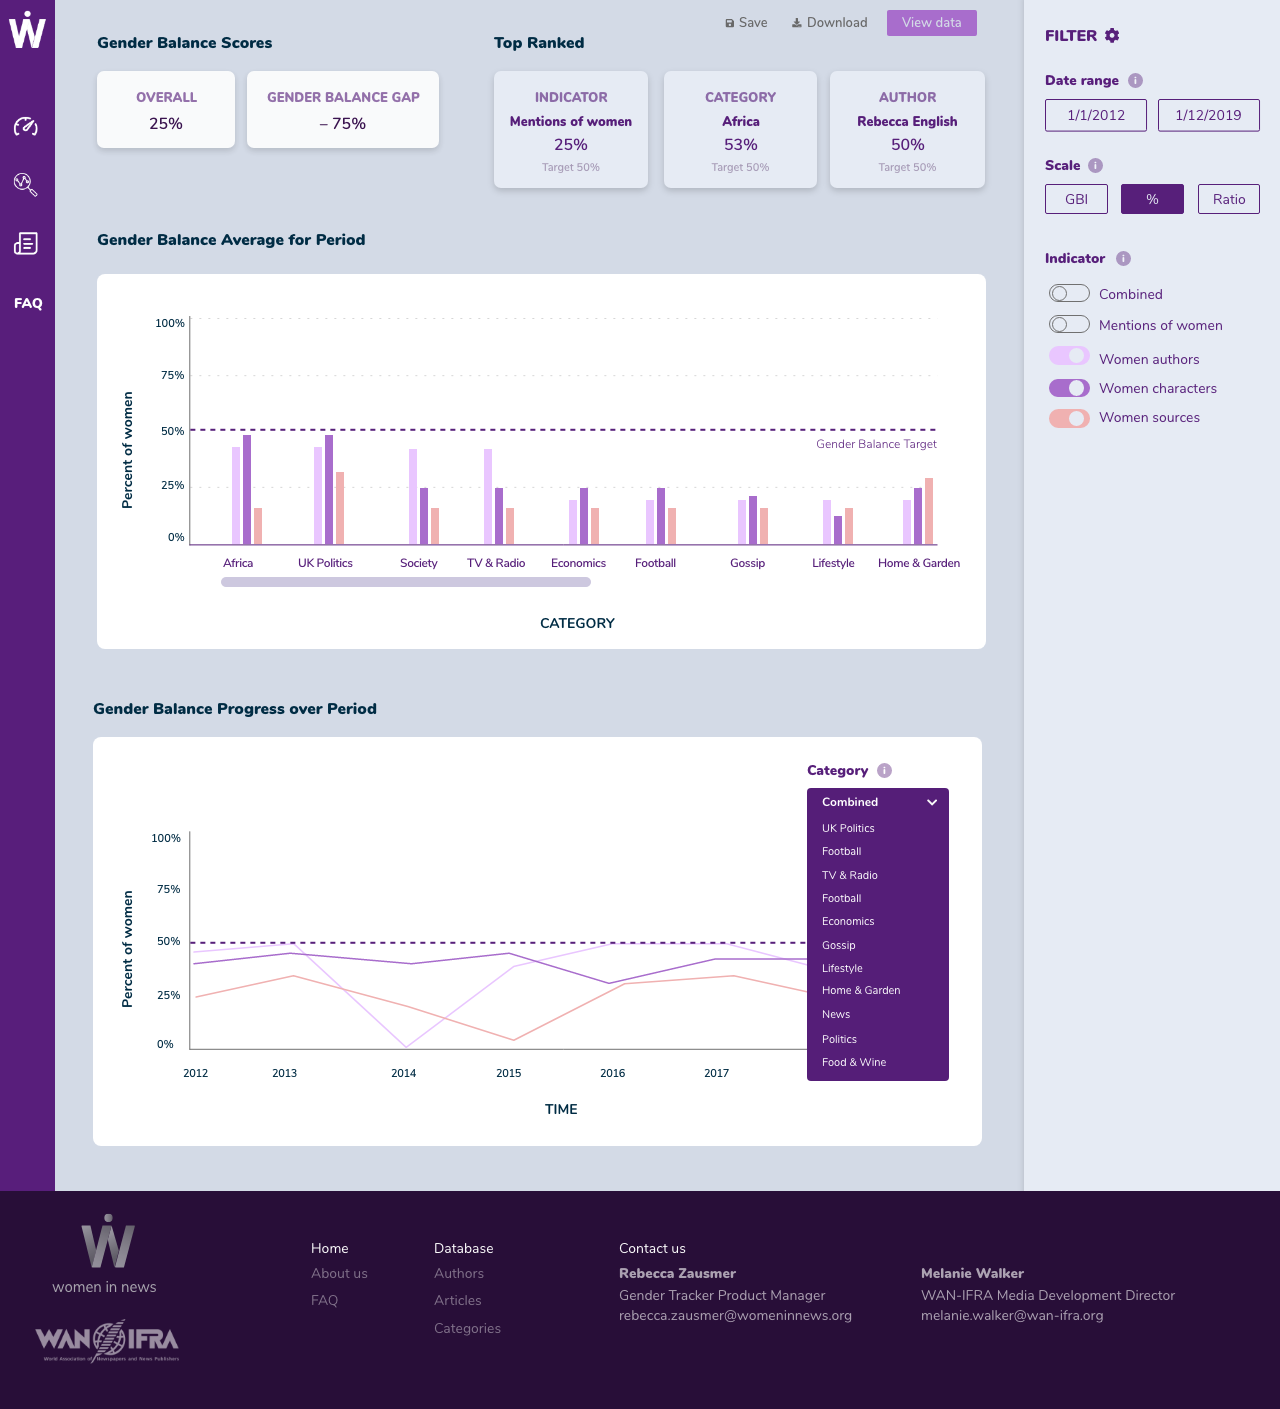 Save
Download
View data
Gender Balance Scores
Top Ranked
OVERALL
25%
GENDER BALANCE GAP
– 75%
INDICATOR
Mentions of women
25%
Target 50%
CATEGORY
Africa
53%
Target 50%
AUTHOR
Rebecca English
50%
Target 50%
FAQ
Gender Balance Average for Period
100%
75%
50%
25%
0%
Percent of women
Gender Balance Target
Africa
UK Politics
Society
TV & Radio
Economics
Football
Gossip
Lifestyle
Home & Garden
CATEGORY
Gender Balance Progress over Period
Category
Combined
UK Politics
Football
TV & Radio
Football
Economics
Gossip
Lifestyle
Home & Garden
News
Politics
Food & Wine
100%
75%
50%
25%
0%
Percent of women
2012
2013
2014
2015
2016
2017
TIME
FILTER
Date range
1/1/2012
1/12/2019
Scale
GBI
%
Ratio
Indicator
Combined
Mentions of women
Women authors
Women characters
Women sources
women in news
WAN IFRA
World Association of Newspapers and News Publishers
Home
About us
FAQ
Database
Authors
Articles
Categories
Contact us
Rebecca Zausmer
Gender Tracker Product Manager
rebecca.zausmer@womeninnews.org
Melanie Walker
WAN-IFRA Media Development Director
melanie.walker@wan-ifra.org